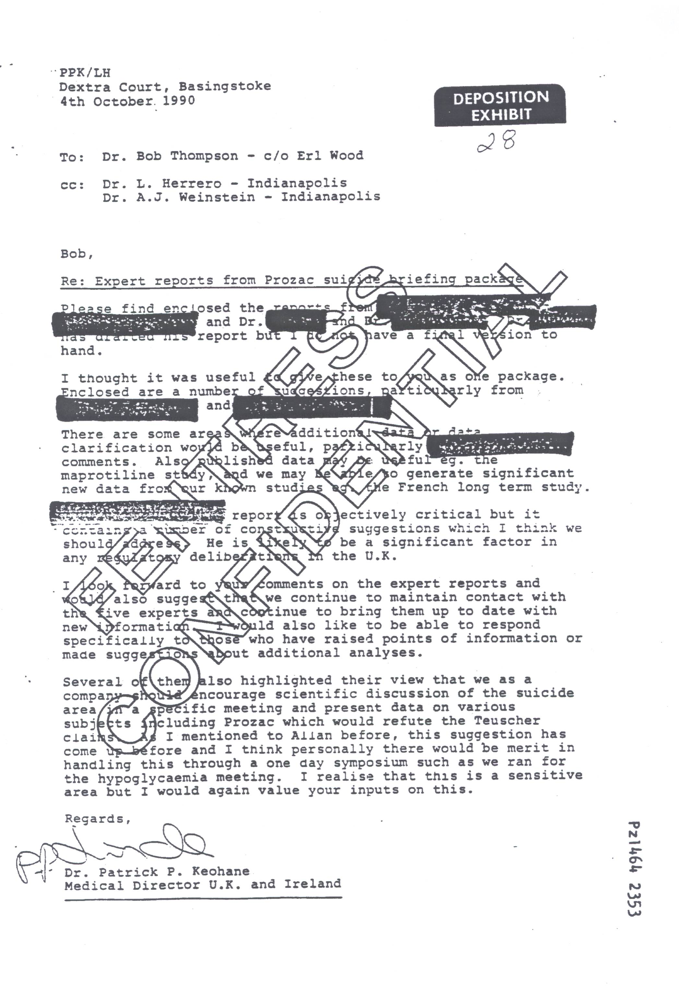 PPK/LH
Dextra Court, Basingstoke
4th October 1990
DEPOSITION
EXHIBIT
28
To: Dr. Bob Thompson - c/o Erl Wood
cc: Dr. L. Herrero - Indianapolis
Dr. A.J. Weinstein - Indianapolis
Bob,
Re: Expert reports from Prozac suicide briefing package
Please find enclosed the reports from
and Dr. and Dr. Dr.
has drafted his report but I do not have a final version to
hand.
I thought it was useful to give these to you as one package.
Enclosed are a number of suggestions, particularly from
and
There are some areas where additional data or data
clarification would be useful, particularly
comments. Also published data may be useful eg. the
maprotiline study, and we may be able to generate significant
new data from our known studies eg. the French long term study.
report is objectively critical but it
contains a number of constructive suggestions which I think we
should address. He is likely to be a significant factor in
any regulatory deliberations in the U.K.
I look forward to your comments on the expert reports and
would also suggest that we continue to maintain contact with
the five experts and continue to bring them up to date with
new information. I would also like to be able to respond
specifically to those who have raised points of information or
made suggestions about additional analyses.
Several of them also highlighted their view that we as a
company should encourage scientific discussion of the suicide
area in a specific meeting and present data on various
subjects including Prozac which would refute the Teuscher
claims. As I mentioned to Allan before, this suggestion has
come up before and I think personally there would be merit in
handling this through a one day symposium such as we ran for
the hypoglycaemia meeting. I realise that this is a sensitive
area but I would again value your inputs on this.
Regards,
Dr. Patrick P. Keohane
Medical Director U.K. and Ireland
Pz1464 2353
FENTRESS
CONFIDENTIAL